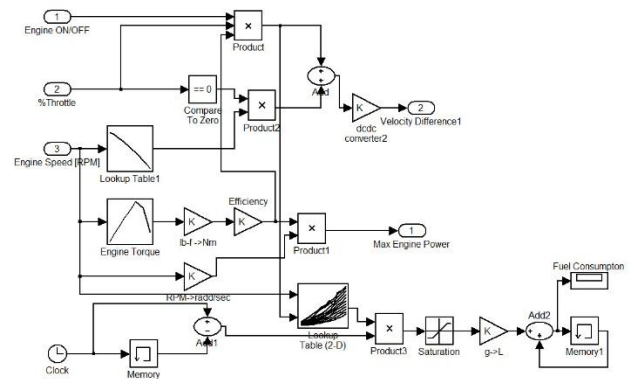 1
Engine ON/OFF
×
Product
2
%Throttle
== 0
Compare
To Zero
×
Product2
Add
K
dcdc
converter2
2
Velocity Difference1
3
Engine Speed [RPM]
Lookup Table1
Engine Torque
K
lb-f ->Nm
Efficiency
K
×
Product1
1
Max Engine Power
K
RPM->radd/sec
Clock
Memory
Add1
Lookup
Table (2-D)
×
Product3
Saturation
K
g->L
Add2
Fuel Consumpton
Memory1